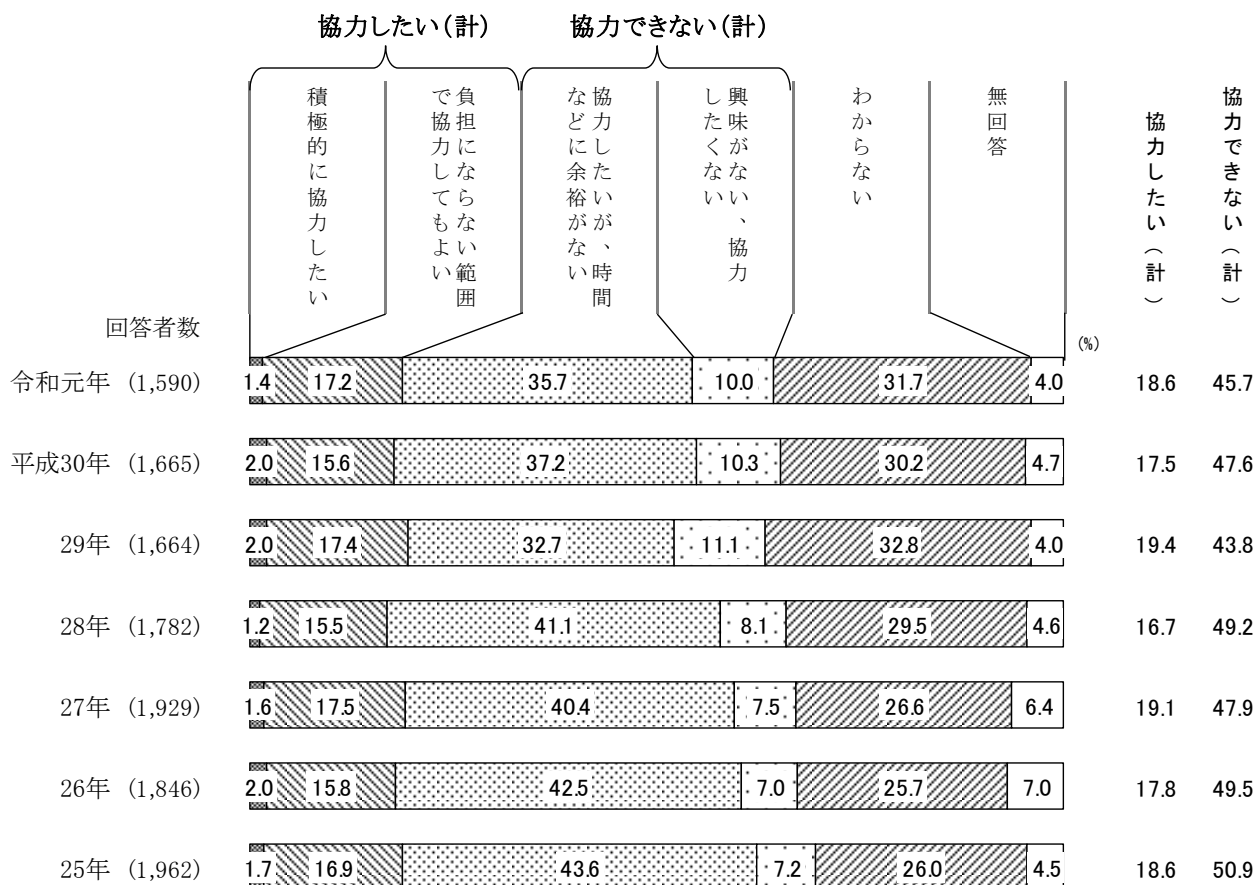 協力したい（計）　協力できない（計）
積極的に協力したい
負担にならない範囲
で協力してもよい
協力したいが、時間
などに余裕がない
興味がない、協力
したくない
わからない
無回答
協力したい（計）
協力できない（計）
回答者数
(%)
令和元年 (1,590) 1.4 17.2 35.7 10.0 31.7 4.0 18.6 45.7
平成30年 (1,665) 2.0 15.6 37.2 10.3 30.2 4.7 17.5 47.6
29年 (1,664) 2.0 17.4 32.7 11.1 32.8 4.0 19.4 43.8
28年 (1,782) 1.2 15.5 41.1 8.1 29.5 4.6 16.7 49.2
27年 (1,929) 1.6 17.5 40.4 7.5 26.6 6.4 19.1 47.9
26年 (1,846) 2.0 15.8 42.5 7.0 25.7 7.0 17.8 49.5
25年 (1,962) 1.7 16.9 43.6 7.2 26.0 4.5 18.6 50.9